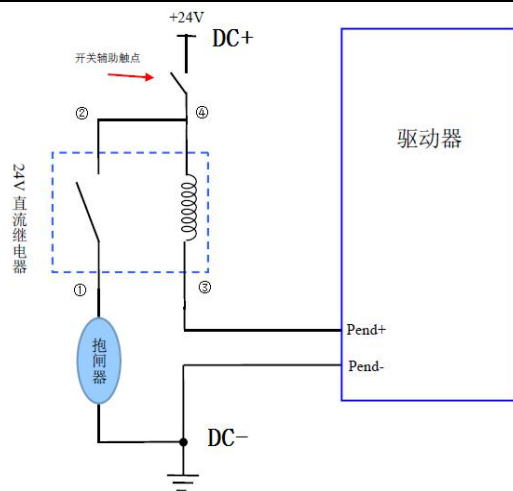 +24V
DC+
开关辅助触点
②
④
驱动器
24V 直流继电器
①
③
抱闸器
Pend+
Pend-
DC-